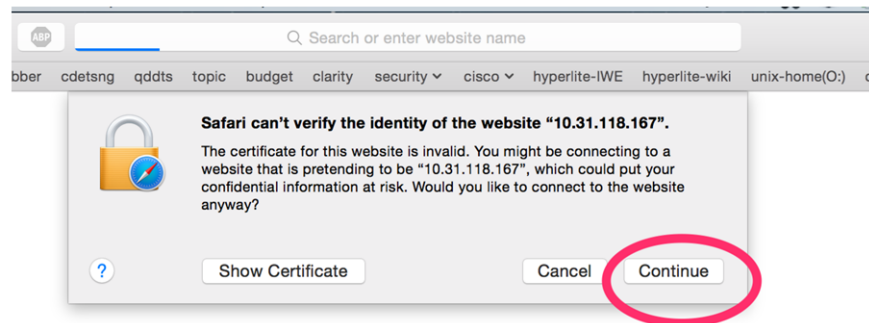 ABP
Search or enter website name
bber cdetsng qddts topic budget clarity security cisco hyperlite-IWE hyperlite-wiki unix-home(O:)
Safari can't verify the identity of the website “10.31.118.167”.
The certificate for this website is invalid. You might be connecting to a
website that is pretending to be “10.31.118.167”, which could put your
confidential information at risk. Would you like to connect to the website
anyway?
? Show Certificate Cancel Continue